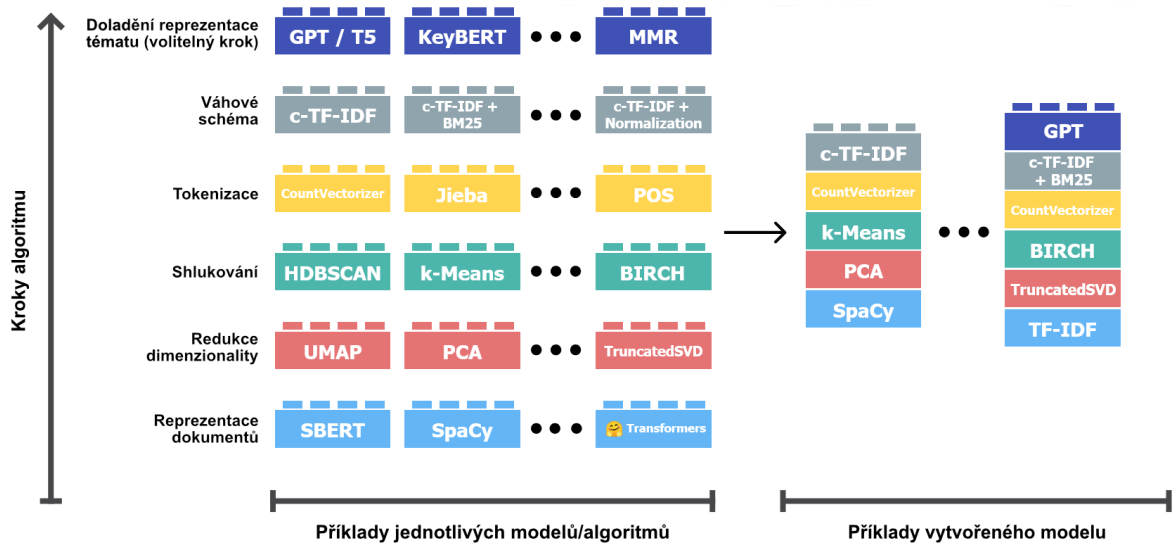 Kroky algoritmu
Doladění reprezentace
tématu (volitelný krok)
GPT / T5
KeyBERT
MMR
Váhové
schéma
c-TF-IDF
c-TF-IDF +
BM25
c-TF-IDF +
Normalization
Tokenizace
CountVectorizer
Jieba
POS
Shlukování
HDBSCAN
k-Means
BIRCH
Redukce
dimenzionality
UMAP
PCA
TruncatedSVD
Reprezentace
dokumentů
SBERT
SpaCy
🤗 Transformers
Příklady jednotlivých modelů/algoritmů
c-TF-IDF
CountVectorizer
k-Means
PCA
SpaCy
GPT
c-TF-IDF
+ BM25
CountVectorizer
BIRCH
TruncatedSVD
TF-IDF
Příklady vytvořeného modelu